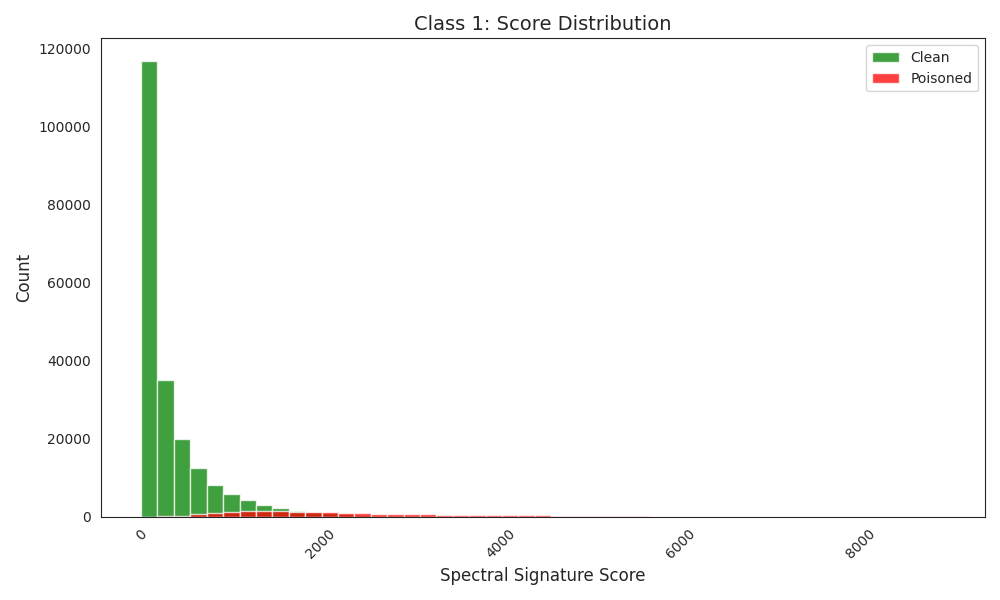 Class 1: Score Distribution
Clean
Poisoned
120000
100000
80000
60000
40000
20000
0
Count
0
2000
4000
6000
8000
Spectral Signature Score